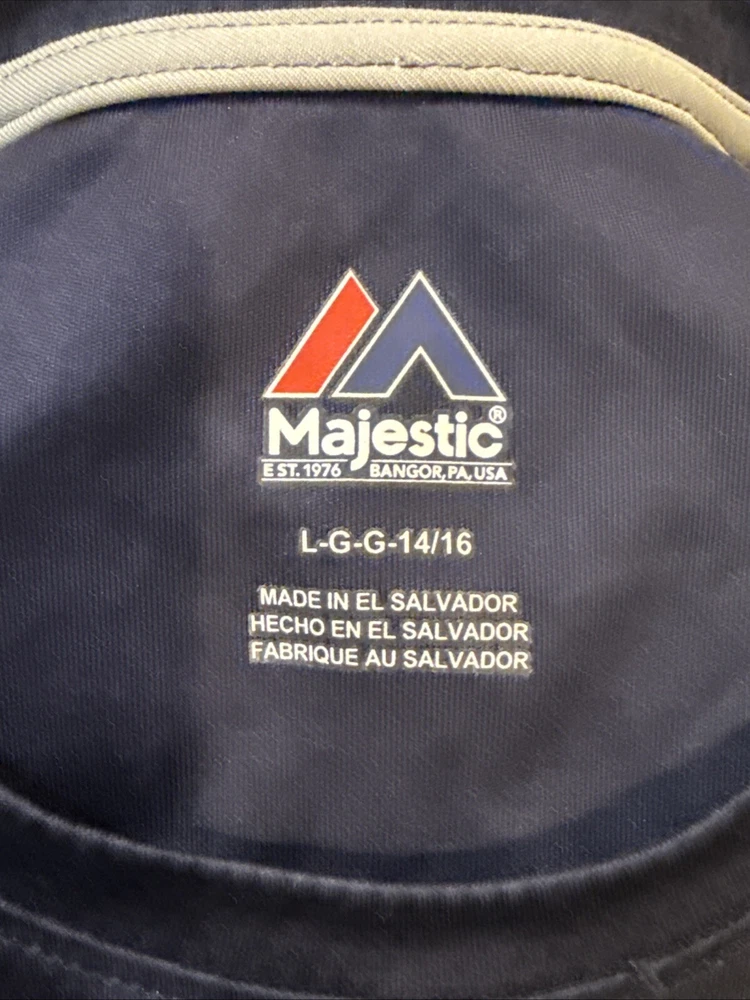 Majestic®
EST. 1976 BANGOR, PA, USA
L-G-G-14/16
MADE IN EL SALVADOR
HECHO EN EL SALVADOR
FABRIQUE AU SALVADOR